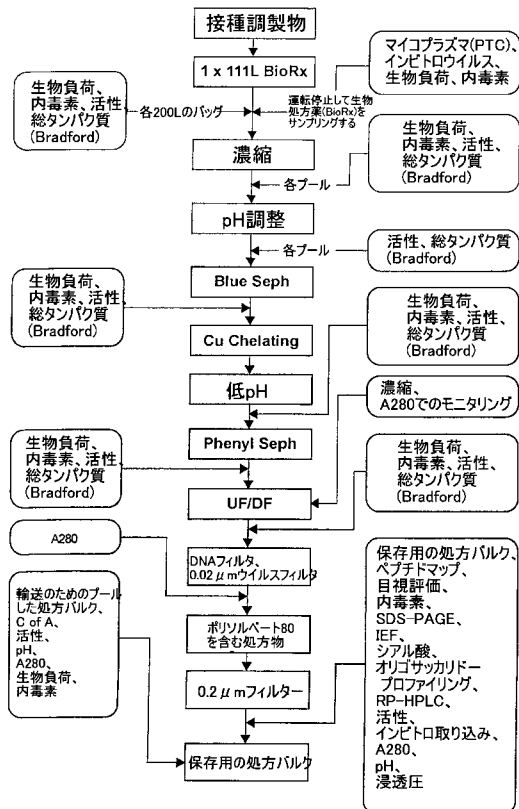 接種調製物
1 x 111L BioRx
マイコプラズマ(PTC)、
インビトロウイルス、
生物負荷、内毒素
生物負荷、
内毒素、活性、
総タンパク質
(Bradford)
各200Lのバッグ
運転停止して生物
処方薬(BioRx)を
サンプリングする
濃縮
各プール
生物負荷、
内毒素、活性、
総タンパク質
(Bradford)
pH調整
各プール
活性、総タンパク質
(Bradford)
Blue Seph
生物負荷、
内毒素、活性、
総タンパク質
(Bradford)
Cu Chelating
生物負荷、
内毒素、活性、
総タンパク質
(Bradford)
低pH
濃縮、
A280でのモニタリング
Phenyl Seph
生物負荷、
内毒素、活性、
総タンパク質
(Bradford)
UF/DF
生物負荷、
内毒素、活性、
総タンパク質
(Bradford)
A280
DNAフィルタ、
0.02μmウイルスフィルタ
輸送のためのプール
した処方バルク、
C of A、
活性、
pH、
A280、
生物負荷、
内毒素
ポリソルベート80
を含む処方物
0.2μmフィルター
保存用の処方バルク
保存用の処方バルク、
ペプチドマップ、
目視評価、
内毒素、
SDS-PAGE、
IEF、
シアル酸、
オリゴサッカリドー
プロファイリング、
RP-HPLC、
活性、
インビトロ取り込み、
A280、
pH、
浸透圧